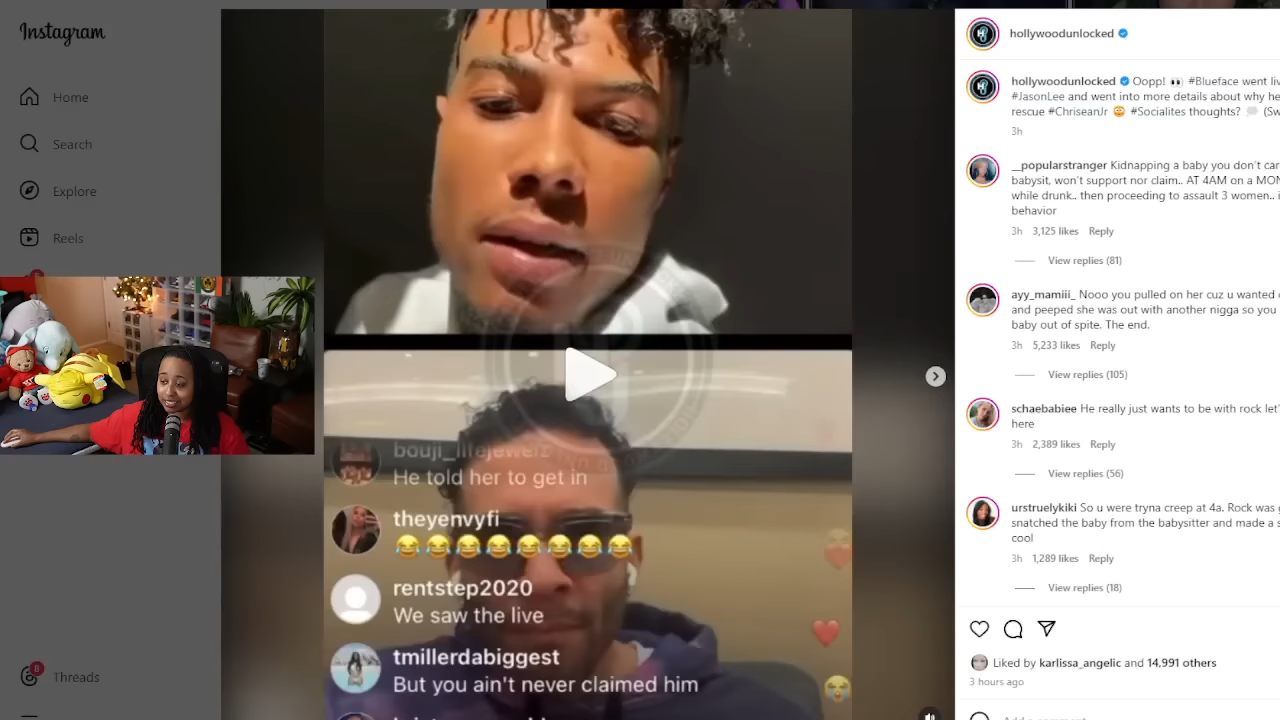 Instagram
Home
Search
Explore
Reels
8
Threads
bouji_lifejewelz
He told her to get in
theyenvyfi
😂😂😂😂😂😂😂😂
rentstep2020
We saw the live
tmillerdabiggest
But you ain't never claimed him
hollywoodunlocked
hollywoodunlocked Oopp! 👀 #Blueface went
#JasonLee and went into more details about why
rescue #ChriseanJr 😳 #Socialites thoughts? 💭
3h
__popularstranger Kidnapping a baby you don't
babysit, won't support nor claim.. AT 4AM on a
while drunk.. then proceeding to assault 3 women..
behavior
3h 3,125 likes Reply
View replies (81)
ayy_mamiii_ Nooo you pulled on her cuz u wanted
and peeped she was out with another nigga so you
baby out of spite. The end.
3h 5,233 likes Reply
View replies (105)
schaebabiee He really just wants to be with rock
here
3h 2,389 likes Reply
View replies (56)
urstruelykiki So u were tryna creep at 4a. Rock was
snatched the baby from the babysitter and made a
cool
3h 1,289 likes Reply
View replies (18)
Liked by karlissa_angelic and 14,991 others
3 hours ago